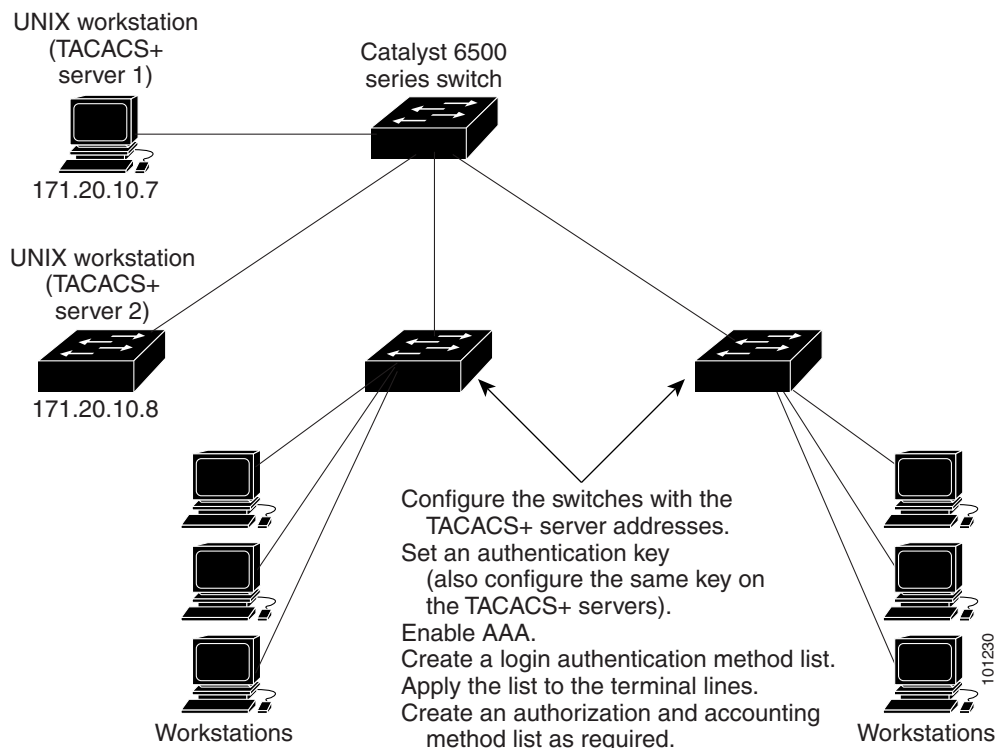 UNIX workstation
(TACACS+
server 1)
Catalyst 6500
series switch
171.20.10.7
UNIX workstation
(TACACS+
server 2)
171.20.10.8
Configure the switches with the
TACACS+ server addresses.
Set an authentication key
(also configure the same key on
the TACACS+ servers).
Enable AAA.
Create a login authentication method list.
Apply the list to the terminal lines.
Create an authorization and accounting
method list as required.
Workstations
Workstations
101230